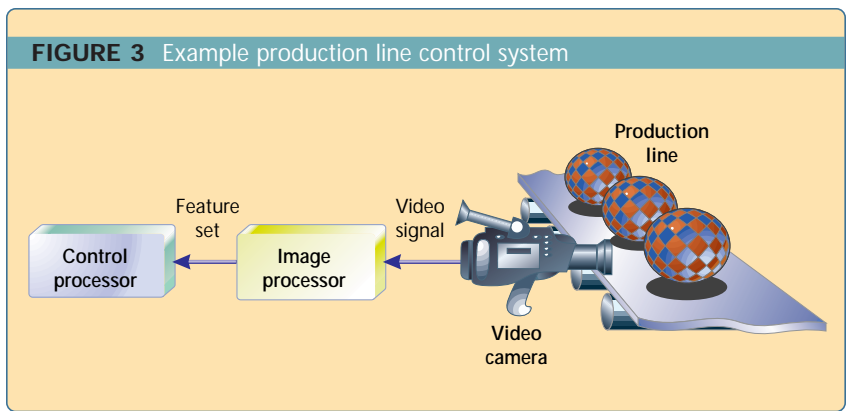 FIGURE 3 Example production line control system
Production
line
Feature
set
Video
signal
Control
processor
Image
processor
Video
camera